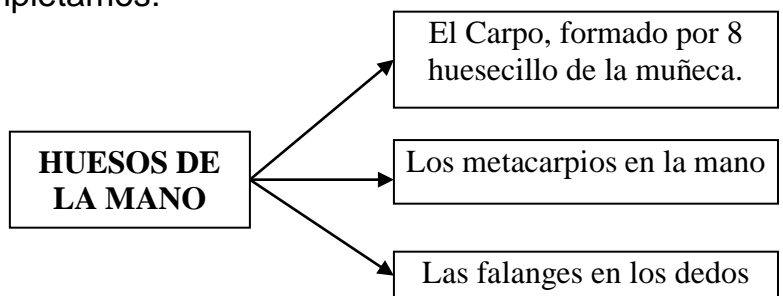 El Carpo, formado por 8
huesecillo de la muñeca.
HUESOS DE
LA MANO
Los metacarpios en la mano
Las falanges en los dedos